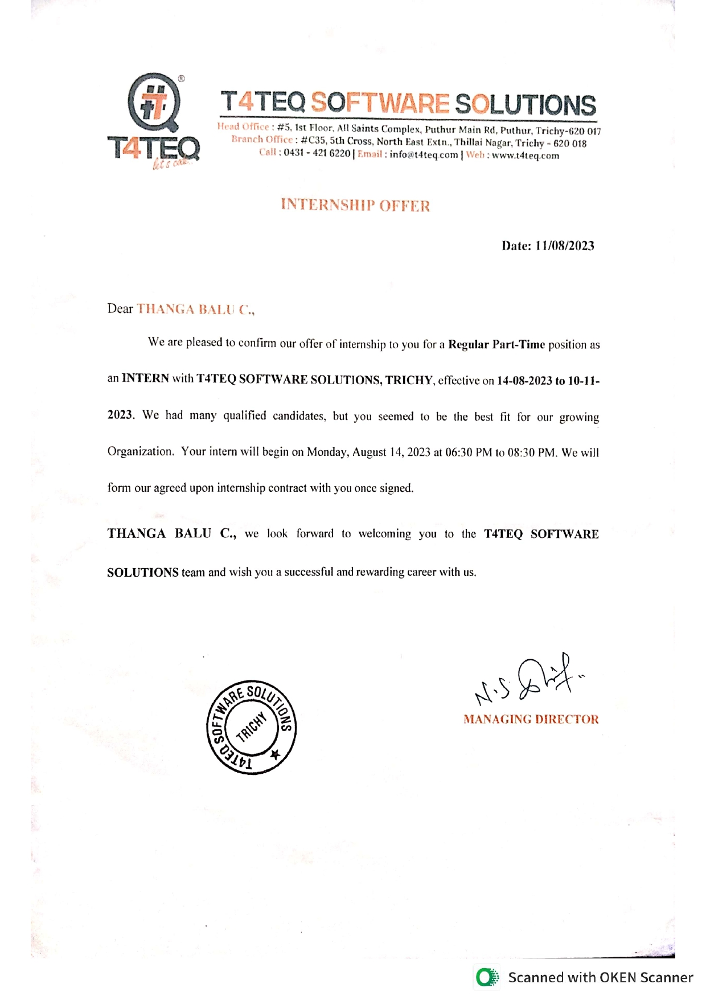 ®
T4TEQ
let's code..
T4TEQ SOFTWARE SOLUTIONS
Head Office : #5, 1st Floor, All Saints Complex, Puthur Main Rd, Puthur, Trichy-620 017
Branch Office : #C35, 5th Cross, North East Extn., Thillai Nagar, Trichy - 620 018
Call : 0431 - 421 6220 | Email : info@t4teq.com | Web : www.t4teq.com
INTERNSHIP OFFER
Date: 11/08/2023
Dear THANGA BALU C.,
We are pleased to confirm our offer of internship to you for a Regular Part-Time position as
an INTERN with T4TEQ SOFTWARE SOLUTIONS, TRICHY, effective on 14-08-2023 to 10-11-
2023. We had many qualified candidates, but you seemed to be the best fit for our growing
Organization. Your intern will begin on Monday, August 14, 2023 at 06:30 PM to 08:30 PM. We will
form our agreed upon internship contract with you once signed.
THANGA BALU C., we look forward to welcoming you to the T4TEQ SOFTWARE
SOLUTIONS team and wish you a successful and rewarding career with us.
N.S
MANAGING DIRECTOR
T4TEQ SOFTWARE SOLUTIONS
TRICHY
Scanned with OKEN Scanner